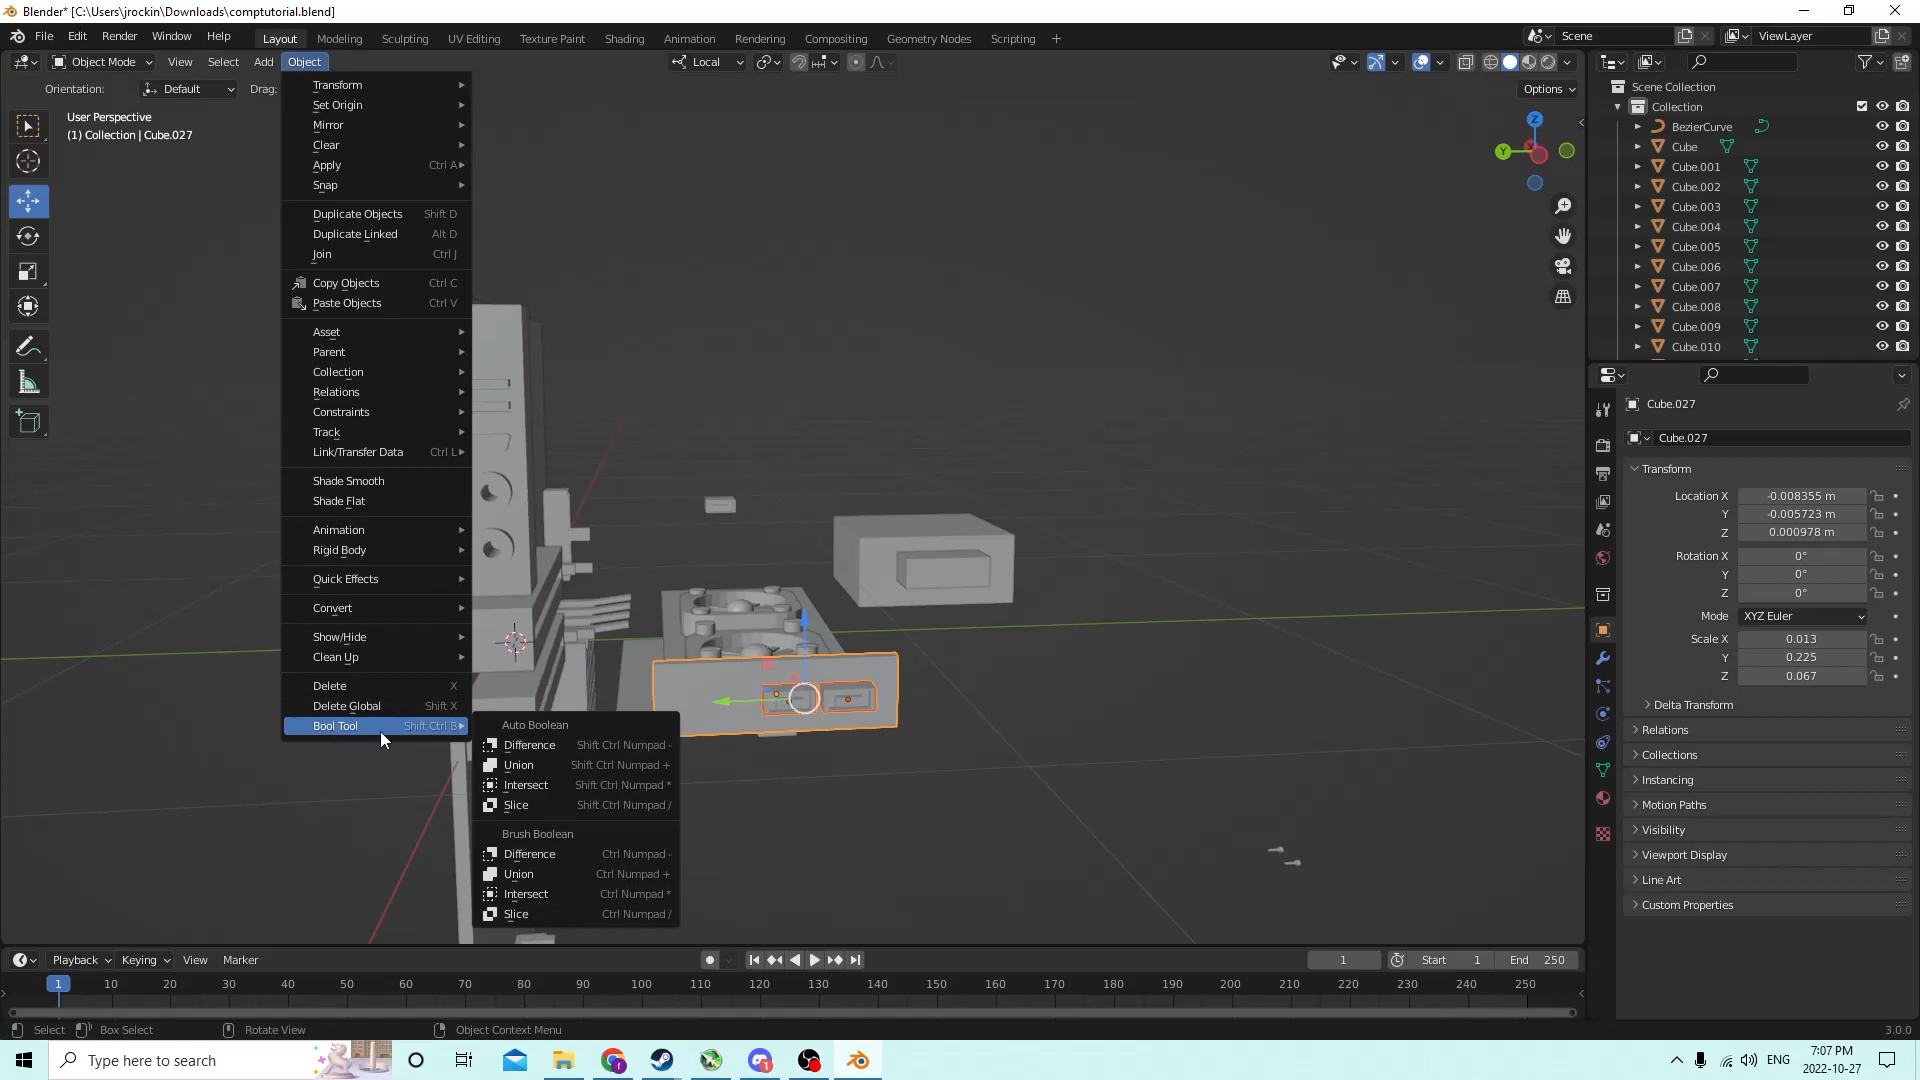 Blender* [C:\Users\jrockin\Downloads\comptutorial.blend]
File Edit Render Window Help
Layout Modeling Sculpting UV Editing Texture Paint Shading Animation Rendering Compositing Geometry Nodes Scripting +
Scene ViewLayer
Object Mode View Select Add Object
Local
Orientation: Default Drag:
Options
User Perspective
(1) Collection | Cube.027
Transform
Set Origin
Mirror
Clear
Apply Ctrl A
Snap
Duplicate Objects Shift D
Duplicate Linked Alt D
Join Ctrl J
Copy Objects Ctrl C
Paste Objects Ctrl V
Asset
Parent
Collection
Relations
Constraints
Track
Link/Transfer Data Ctrl L
Shade Smooth
Shade Flat
Animation
Rigid Body
Quick Effects
Convert
Show/Hide
Clean Up
Delete X
Delete Global Shift X
Bool Tool Shift Ctrl B
Auto Boolean
Difference Shift Ctrl Numpad -
Union Shift Ctrl Numpad +
Intersect Shift Ctrl Numpad *
Slice Shift Ctrl Numpad /
Brush Boolean
Difference Ctrl Numpad -
Union Ctrl Numpad +
Intersect Ctrl Numpad *
Slice Ctrl Numpad /
Z
Y
Scene Collection
Collection
BezierCurve
Cube
Cube.001
Cube.002
Cube.003
Cube.004
Cube.005
Cube.006
Cube.007
Cube.008
Cube.009
Cube.010
Cube.027
Cube.027
Transform
Location X -0.008355 m
Y -0.005723 m
Z 0.000978 m
Rotation X 0°
Y 0°
Z 0°
Mode XYZ Euler
Scale X 0.013
Y 0.225
Z 0.067
Delta Transform
Relations
Collections
Instancing
Motion Paths
Visibility
Viewport Display
Line Art
Custom Properties
Playback Keying View Marker
1 Start 1 End 250
1 10 20 30 40 50 60 70 80 90 100 110 120 130 140 150 160 170 180 190 200 210 220 230 240 250
Select Box Select Rotate View Object Context Menu
3.0.0
Type here to search
ENG
7:07 PM
2022-10-27